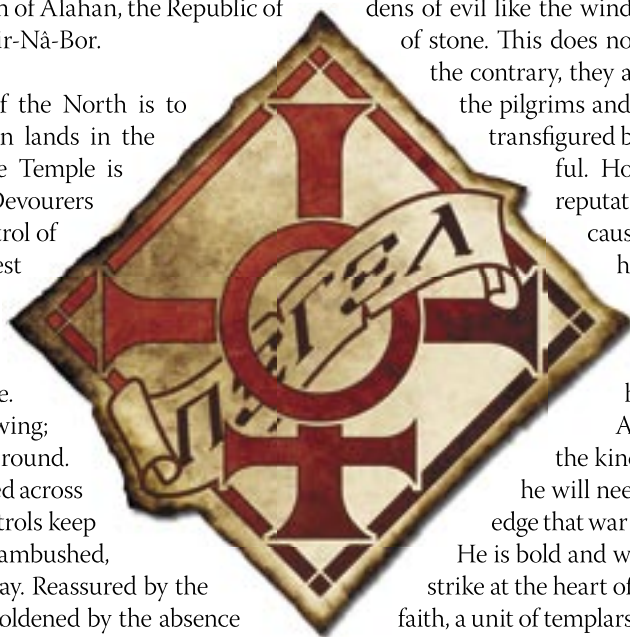 n of Alahan, the Republic of
ir-Nâ-Bor.
f the North is to
n lands in the
e Temple is
Devourers
trol of
est
e.
wing;
round.
ed across
trols keep
ambushed,
ay. Reassured by the
oldened by the absence
dens of evil like the wind
of stone. This does no
the contrary, they a
the pilgrims and
transfigured b
ful. Ho
reputat
caus
h
h
A
the kin
he will nee
edge that war
He is bold and w
strike at the heart of
faith, a unit of templars